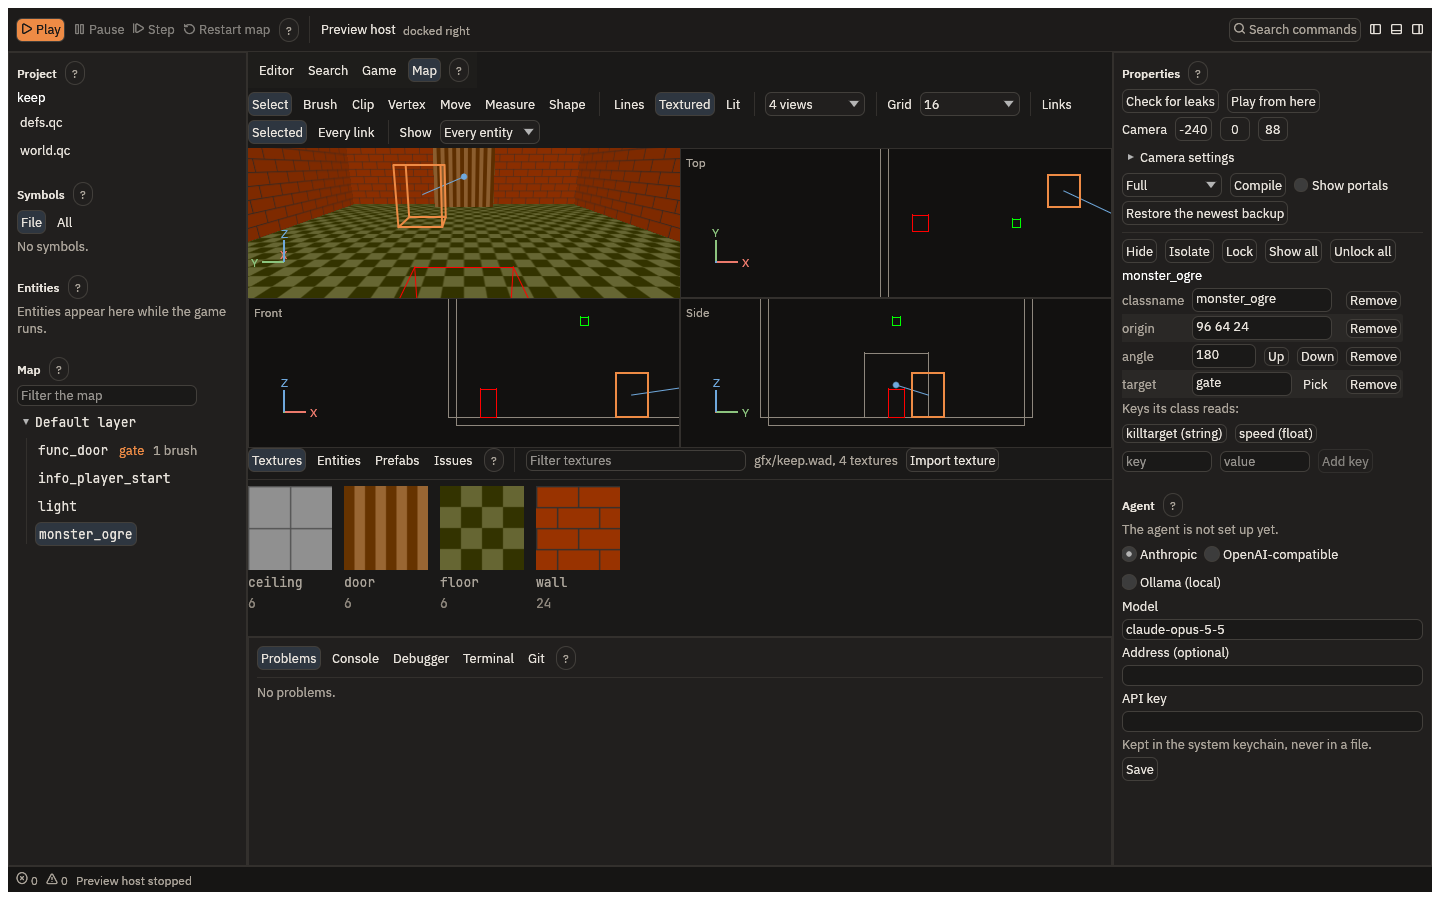 Play Pause Step Restart map ? Preview host docked right Search commands
Project ?
keep
defs.qc
world.qc
Symbols ?
File All
No symbols.
Entities ?
Entities appear here while the game
runs.
Map ?
Filter the map
Default layer
func_door gate 1 brush
info_player_start
light
monster_ogre
Editor Search Game Map ?
Select Brush Clip Vertex Move Measure Shape Lines Textured Lit 4 views Grid 16 Links
Selected Every link Show Every entity
Z
Y X
Top
Y
X
Front
Z
X
Side
Z
Y
Textures Entities Prefabs Issues ? Filter textures gfx/keep.wad, 4 textures Import texture
ceiling door floor wall
6 6 6 24
Problems Console Debugger Terminal Git ?
No problems.
Properties ?
Check for leaks Play from here
Camera -240 0 88
Camera settings
Full Compile Show portals
Restore the newest backup
Hide Isolate Lock Show all Unlock all
monster_ogre
classname monster_ogre Remove
origin 96 64 24 Remove
angle 180 Up Down Remove
target gate Pick Remove
Keys its class reads:
killtarget (string) speed (float)
key value Add key
Agent ?
The agent is not set up yet.
Anthropic OpenAI-compatible
Ollama (local)
Model
claude-opus-5-5
Address (optional)
API key
Kept in the system keychain, never in a file.
Save
0 0 Preview host stopped